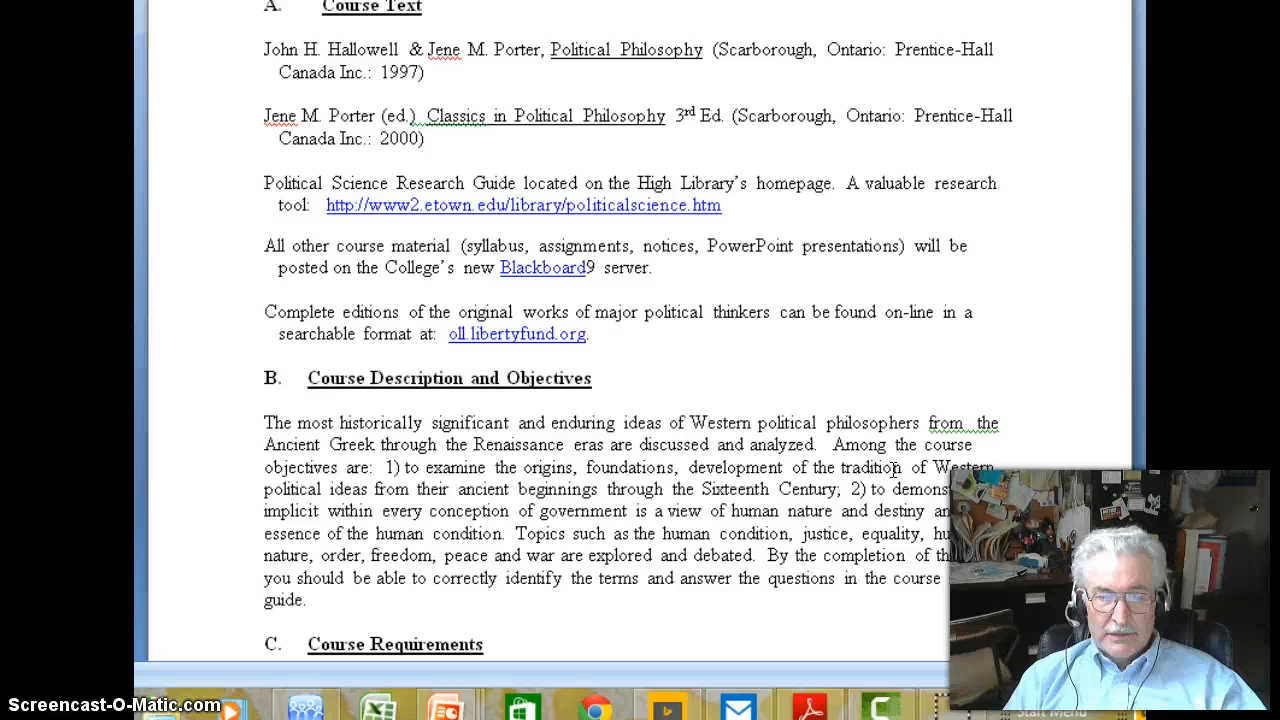 A. Course Text
John H. Hallowell & Jene M. Porter, Political Philosophy (Scarborough, Ontario: Prentice-Hall
Canada Inc.: 1997)
Jene M. Porter (ed.) Classics in Political Philosophy 3rd Ed. (Scarborough, Ontario: Prentice-Hall
Canada Inc.: 2000)
Political Science Research Guide located on the High Library's homepage. A valuable research
tool: http://www2.etown.edu/library/politicalscience.htm
All other course material (syllabus, assignments, notices, PowerPoint presentations) will be
posted on the College's new Blackboard9 server.
Complete editions of the original works of major political thinkers can be found on-line in a
searchable format at: oll.libertyfund.org.
B. Course Description and Objectives
The most historically significant and enduring ideas of Western political philosophers from the
Ancient Greek through the Renaissance eras are discussed and analyzed. Among the course
objectives are: 1) to examine the origins, foundations, development of the tradition of Western
political ideas from their ancient beginnings through the Sixteenth Century; 2) to
implicit within every conception of government is a view of human nature and destiny
essence of the human condition. Topics such as the human condition, justice, equality,
nature, order, freedom, peace and war are explored and debated. By the completion of
you should be able to correctly identify the terms and answer the questions in the course
guide.
C. Course Requirements
Start Menu
Screencast-O-Matic.com